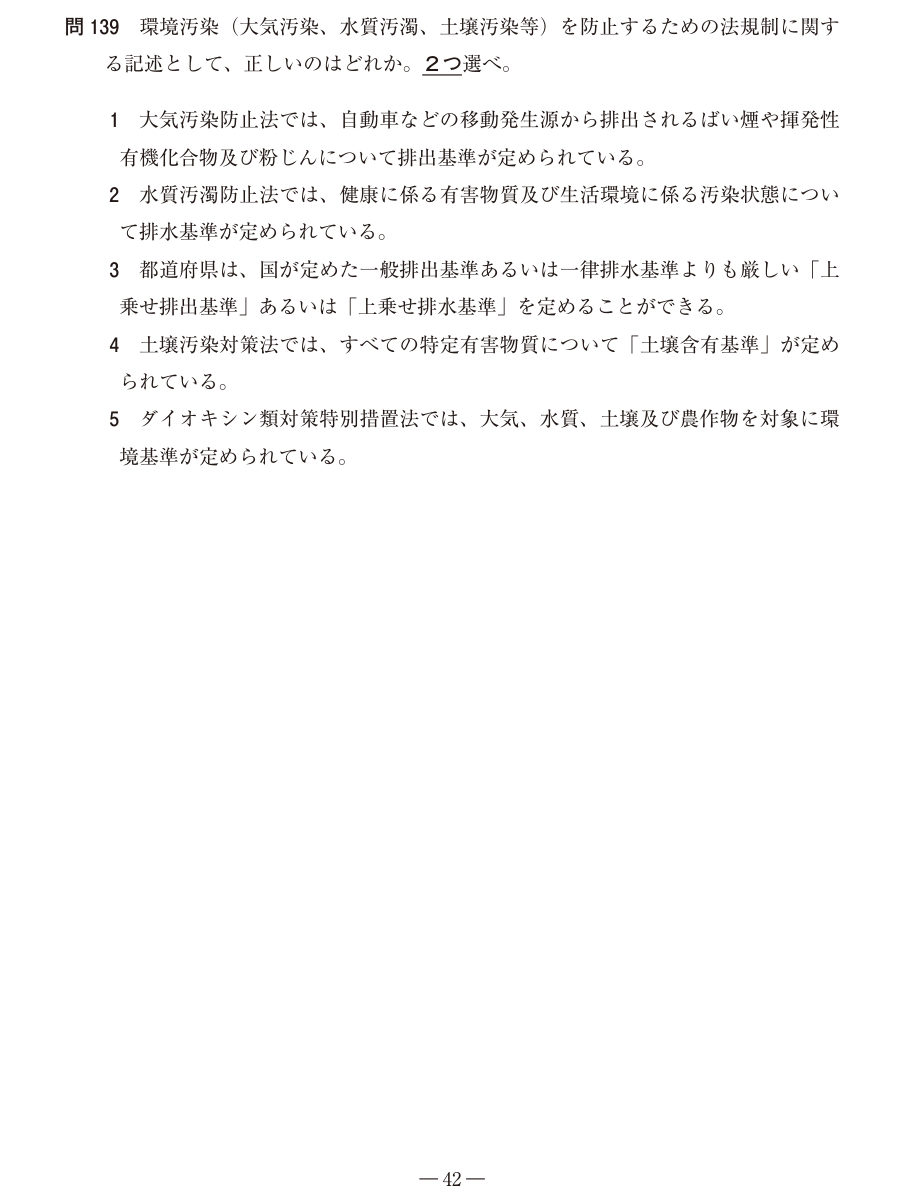 問 139　環境汚染（大気汚染、水質汚濁、土壌汚染等）を防止するための法規制に関す
る記述として、正しいのはどれか。２つ選べ。
1　大気汚染防止法では、自動車などの移動発生源から排出されるばい煙や揮発性
有機化合物及び粉じんについて排出基準が定められている。
2　水質汚濁防止法では、健康に係る有害物質及び生活環境に係る汚染状態につい
て排水基準が定められている。
3　都道府県は、国が定めた一般排出基準あるいは一律排水基準よりも厳しい「上
乗せ排出基準」あるいは「上乗せ排水基準」を定めることができる。
4　土壌汚染対策法では、すべての特定有害物質について「土壌含有基準」が定め
られている。
5　ダイオキシン類対策特別措置法では、大気、水質、土壌及び農作物を対象に環
境基準が定められている。
― 42 ―